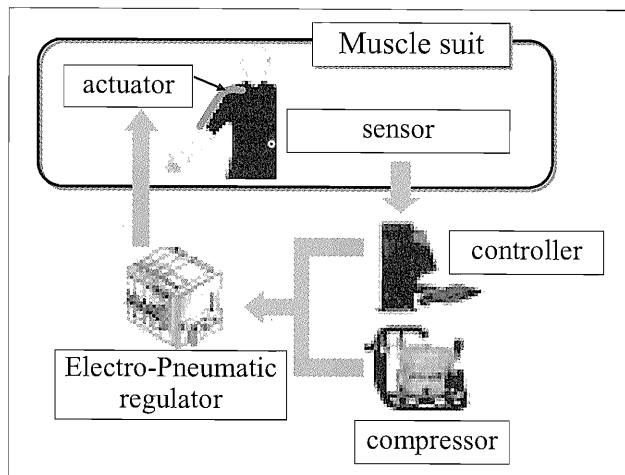 Muscle suit
actuator
sensor
controller
Electro-Pneumatic
regulator
compressor